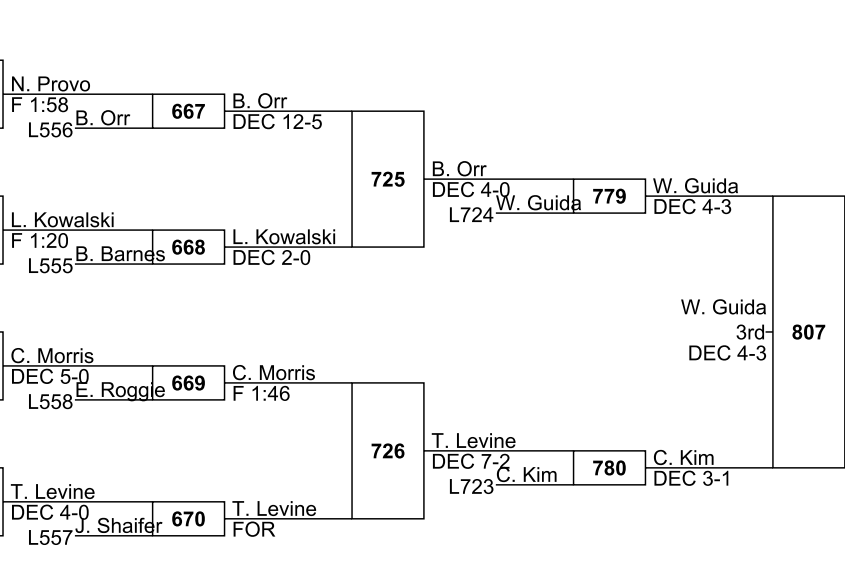 N. Provo
F 1:58
L556
B. Orr
667
B. Orr
DEC 12-5
725
L. Kowalski
F 1:20
L555
B. Barnes
668
L. Kowalski
DEC 2-0
B. Orr
DEC 4-0
L724
W. Guida
779
W. Guida
DEC 4-3
W. Guida
3rd
DEC 4-3
807
C. Morris
DEC 5-0
L558
E. Roggie
669
C. Morris
F 1:46
726
T. Levine
DEC 4-0
L557
J. Shaifer
670
T. Levine
FOR
T. Levine
DEC 7-2
L723
C. Kim
780
C. Kim
DEC 3-1